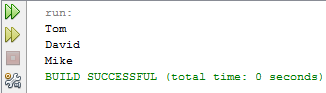 run:
Tom
David
Mike
BUILD SUCCESSFUL (total time: 0 seconds)